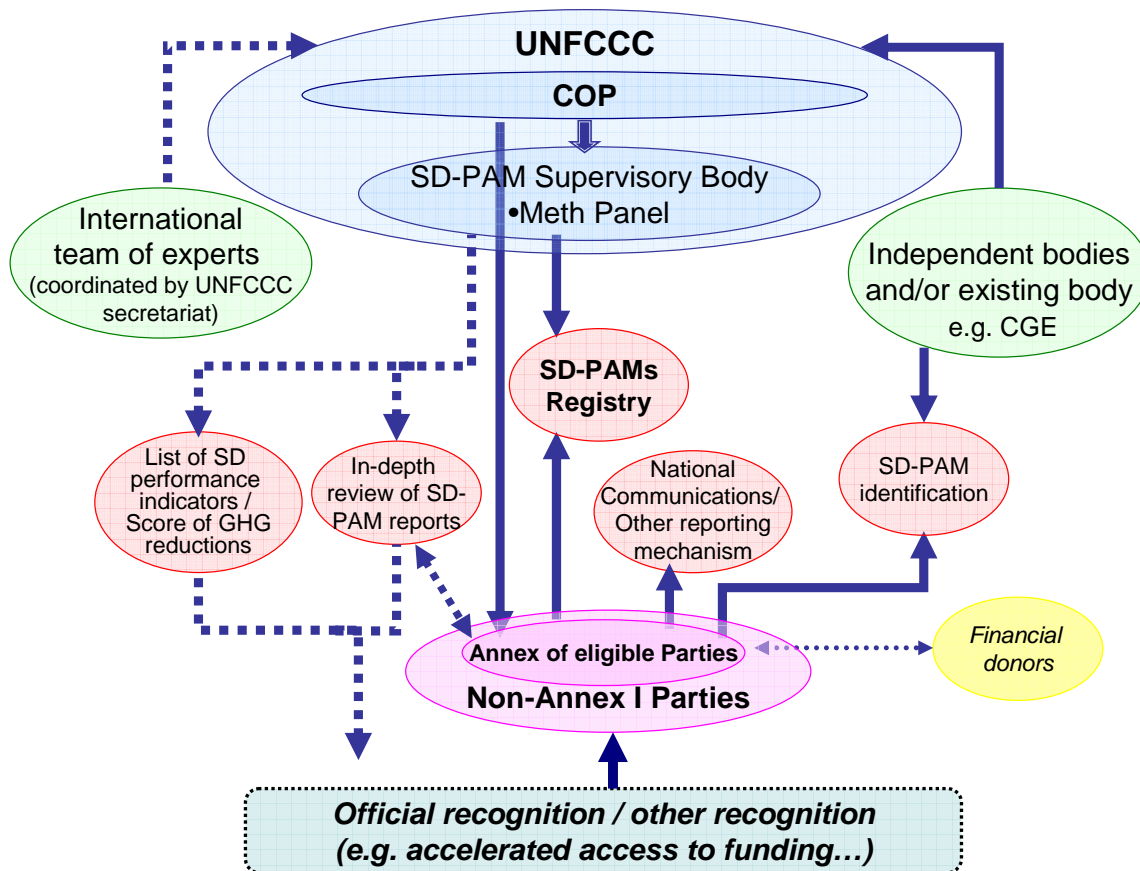 UNFCCC
COP
SD-PAM Supervisory Body
•Meth Panel
International
team of experts
(coordinated by UNFCCC
secretariat)
Independent bodies
and/or existing body
e.g. CGE
SD-PAMs
Registry
List of SD
performance
indicators /
Score of GHG
reductions
In-depth
review of SD-
PAM reports
National
Communications/
Other reporting
mechanism
SD-PAM
identification
Annex of eligible Parties
Non-Annex I Parties
Financial
donors
Official recognition / other recognition
(e.g. accelerated access to funding…)